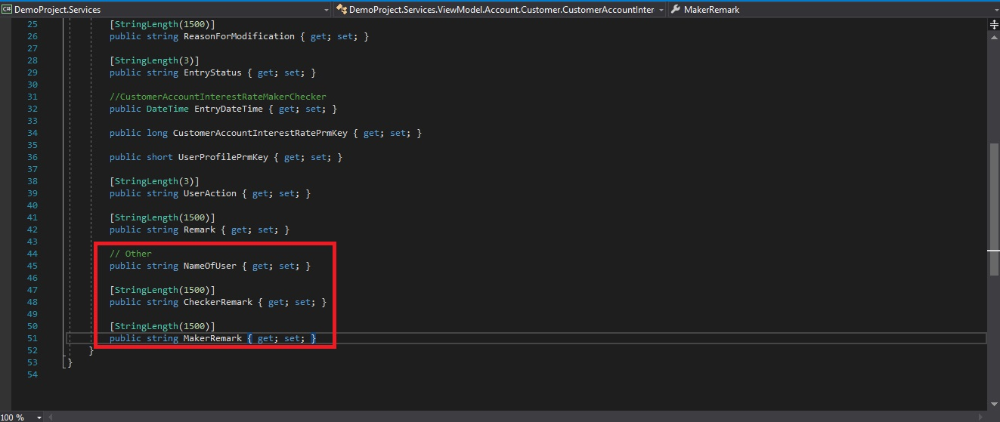 C# DemoProject.Services DemoProject.Services.ViewModel.Account.Customer.CustomerAccountInter MakerRemark
25 [StringLength(1500)]
26 public string ReasonForModification { get; set; }
27
28 [StringLength(3)]
29 public string EntryStatus { get; set; }
30
31 //CustomerAccountInterestRateMakerChecker
32 public DateTime EntryDateTime { get; set; }
33
34 public long CustomerAccountInterestRatePrmKey { get; set; }
35
36 public short UserProfilePrmKey { get; set; }
37
38 [StringLength(3)]
39 public string UserAction { get; set; }
40
41 [StringLength(1500)]
42 public string Remark { get; set; }
43
44 // Other
45 public string NameOfUser { get; set; }
46
47 [StringLength(1500)]
48 public string CheckerRemark { get; set; }
49
50 [StringLength(1500)]
51 public string MakerRemark { get; set; }
52 }
53 }
54
100 %